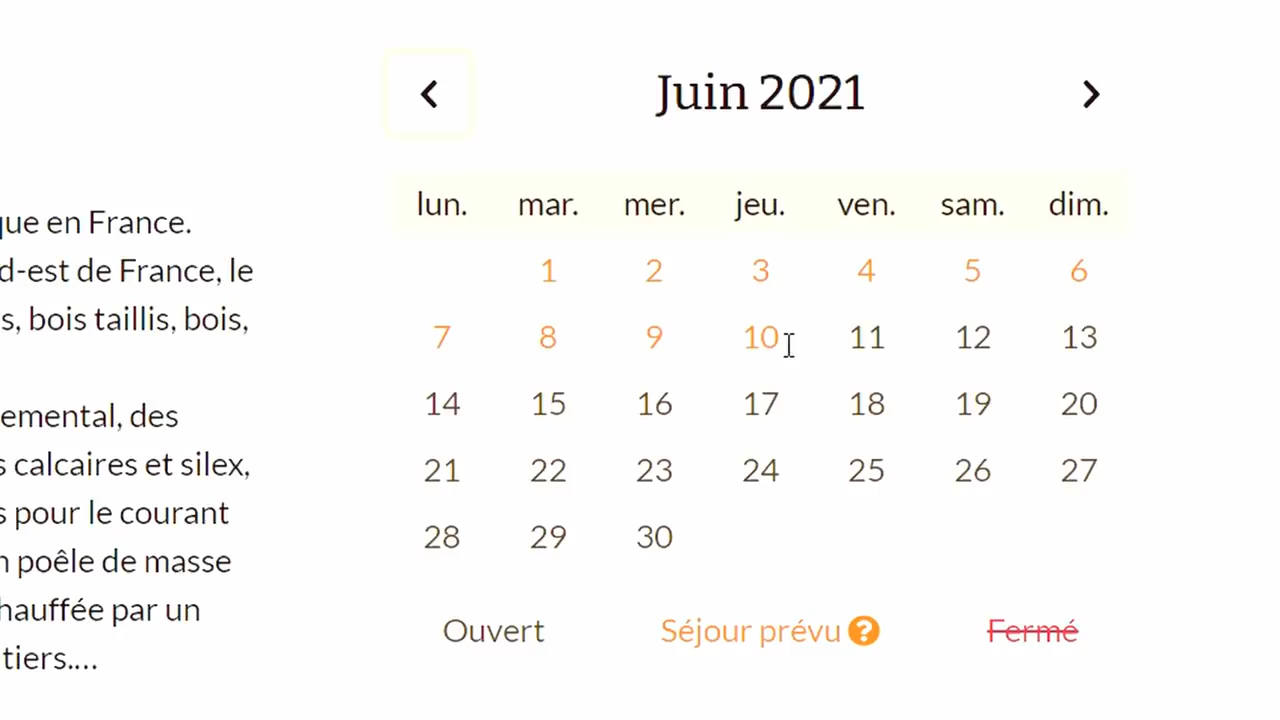 Juin 2021
lun. mar. mer. jeu. ven. sam. dim.
1 2 3 4 5 6
7 8 9 10 11 12 13
14 15 16 17 18 19 20
21 22 23 24 25 26 27
28 29 30
Ouvert Séjour prévu ? Fermé
en France.
d-est de France, le
s, bois taillis, bois,
emental, des
s calcaires et silex,
s pour le courant
n poêle de masse
hauffée par un
tiers.…